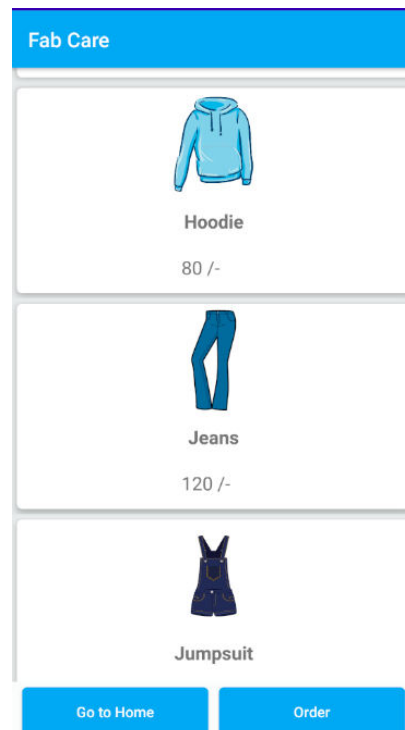 Fab Care
Hoodie
80 /-
Jeans
120 /-
Jumpsuit
Go to Home
Order